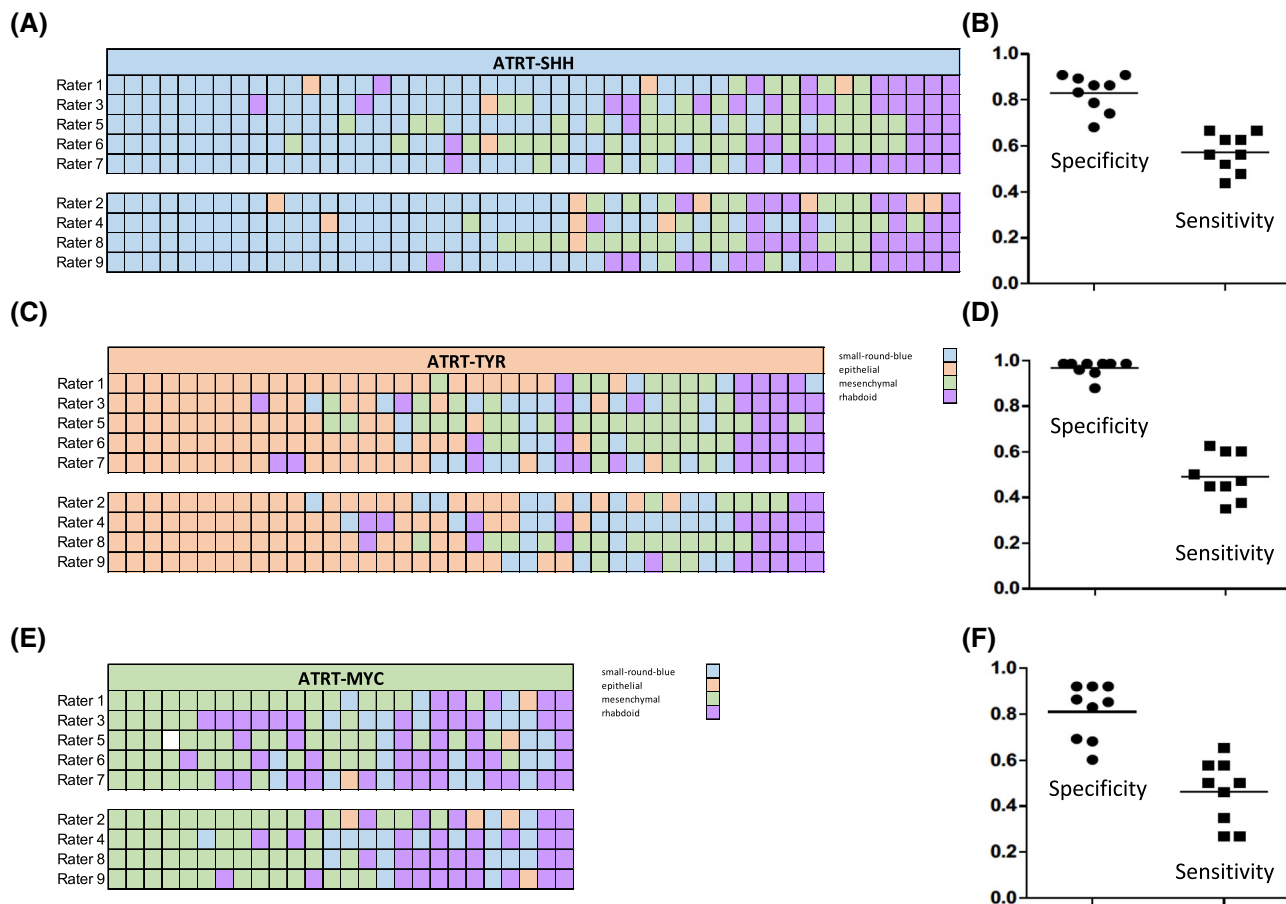 (A)
ATRT-SHH
Rater 1
Rater 3
Rater 5
Rater 6
Rater 7
Rater 2
Rater 4
Rater 8
Rater 9
(B)
1.0
0.8
0.6
0.4
0.2
0.0
Specificity
Sensitivity
(C)
ATRT-TYR
Rater 1
Rater 3
Rater 5
Rater 6
Rater 7
Rater 2
Rater 4
Rater 8
Rater 9
small-round-blue
epithelial
mesenchymal
rhabdoid
(D)
1.0
0.8
0.6
0.4
0.2
0.0
Specificity
Sensitivity
(E)
ATRT-MYC
Rater 1
Rater 3
Rater 5
Rater 6
Rater 7
Rater 2
Rater 4
Rater 8
Rater 9
small-round-blue
epithelial
mesenchymal
rhabdoid
(F)
1.0
0.8
0.6
0.4
0.2
0.0
Specificity
Sensitivity